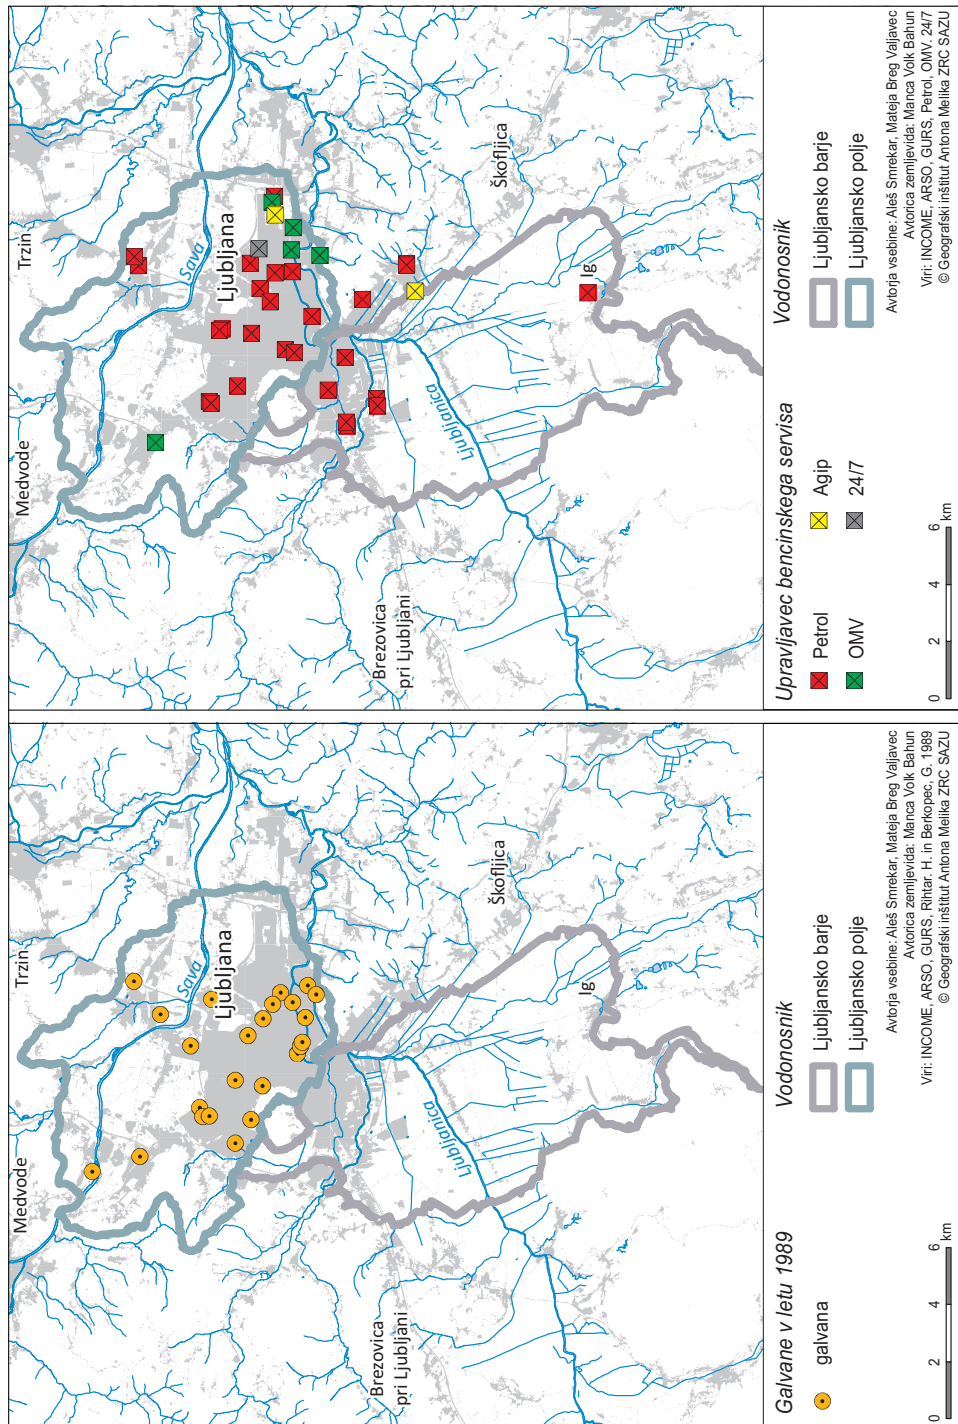 Medvode
Trzin
Sava
Ljubljana
Ljubljanica
Brezovica
pri Ljubljani
Škofljica
Ig
Galvane v letu 1989
galvana
Vodonosnik
Ljubljansko barje
Ljubljansko polje
0 2 4 6
km
Avtorja vsebine: Aleš Smrekar, Mateja Breg Valjavec
Avtorica zemljevida: Manca Volk Bahun
Viri: INCOME, ARSO, GURS, Rihtar. H. in Berkopec, G. 1989
© Geografski inštitut Antona Melika ZRC SAZU
Medvode
Trzin
Sava
Ljubljana
Ljubljanica
Brezovica
pri Ljubljani
Škofljica
Ig
Upravljavec bencinskega servisa
Petrol
OMV
Agip
24/7
Vodonosnik
Ljubljansko barje
Ljubljansko polje
0 2 4 6
km
Avtorja vsebine: Aleš Smrekar, Mateja Breg Valjavec
Avtorica zemljevida: Manca Volk Bahun
Viri: INCOME, ARSO, GURS, Petrol, OMV. 24/7
© Geografski inštitut Antona Melika ZRC SAZU